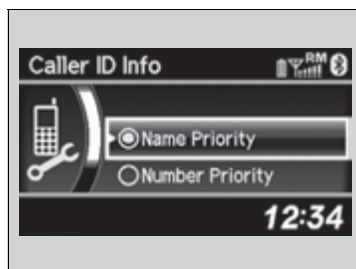 Caller ID Info
RM
Name Priority
Number Priority
12:34